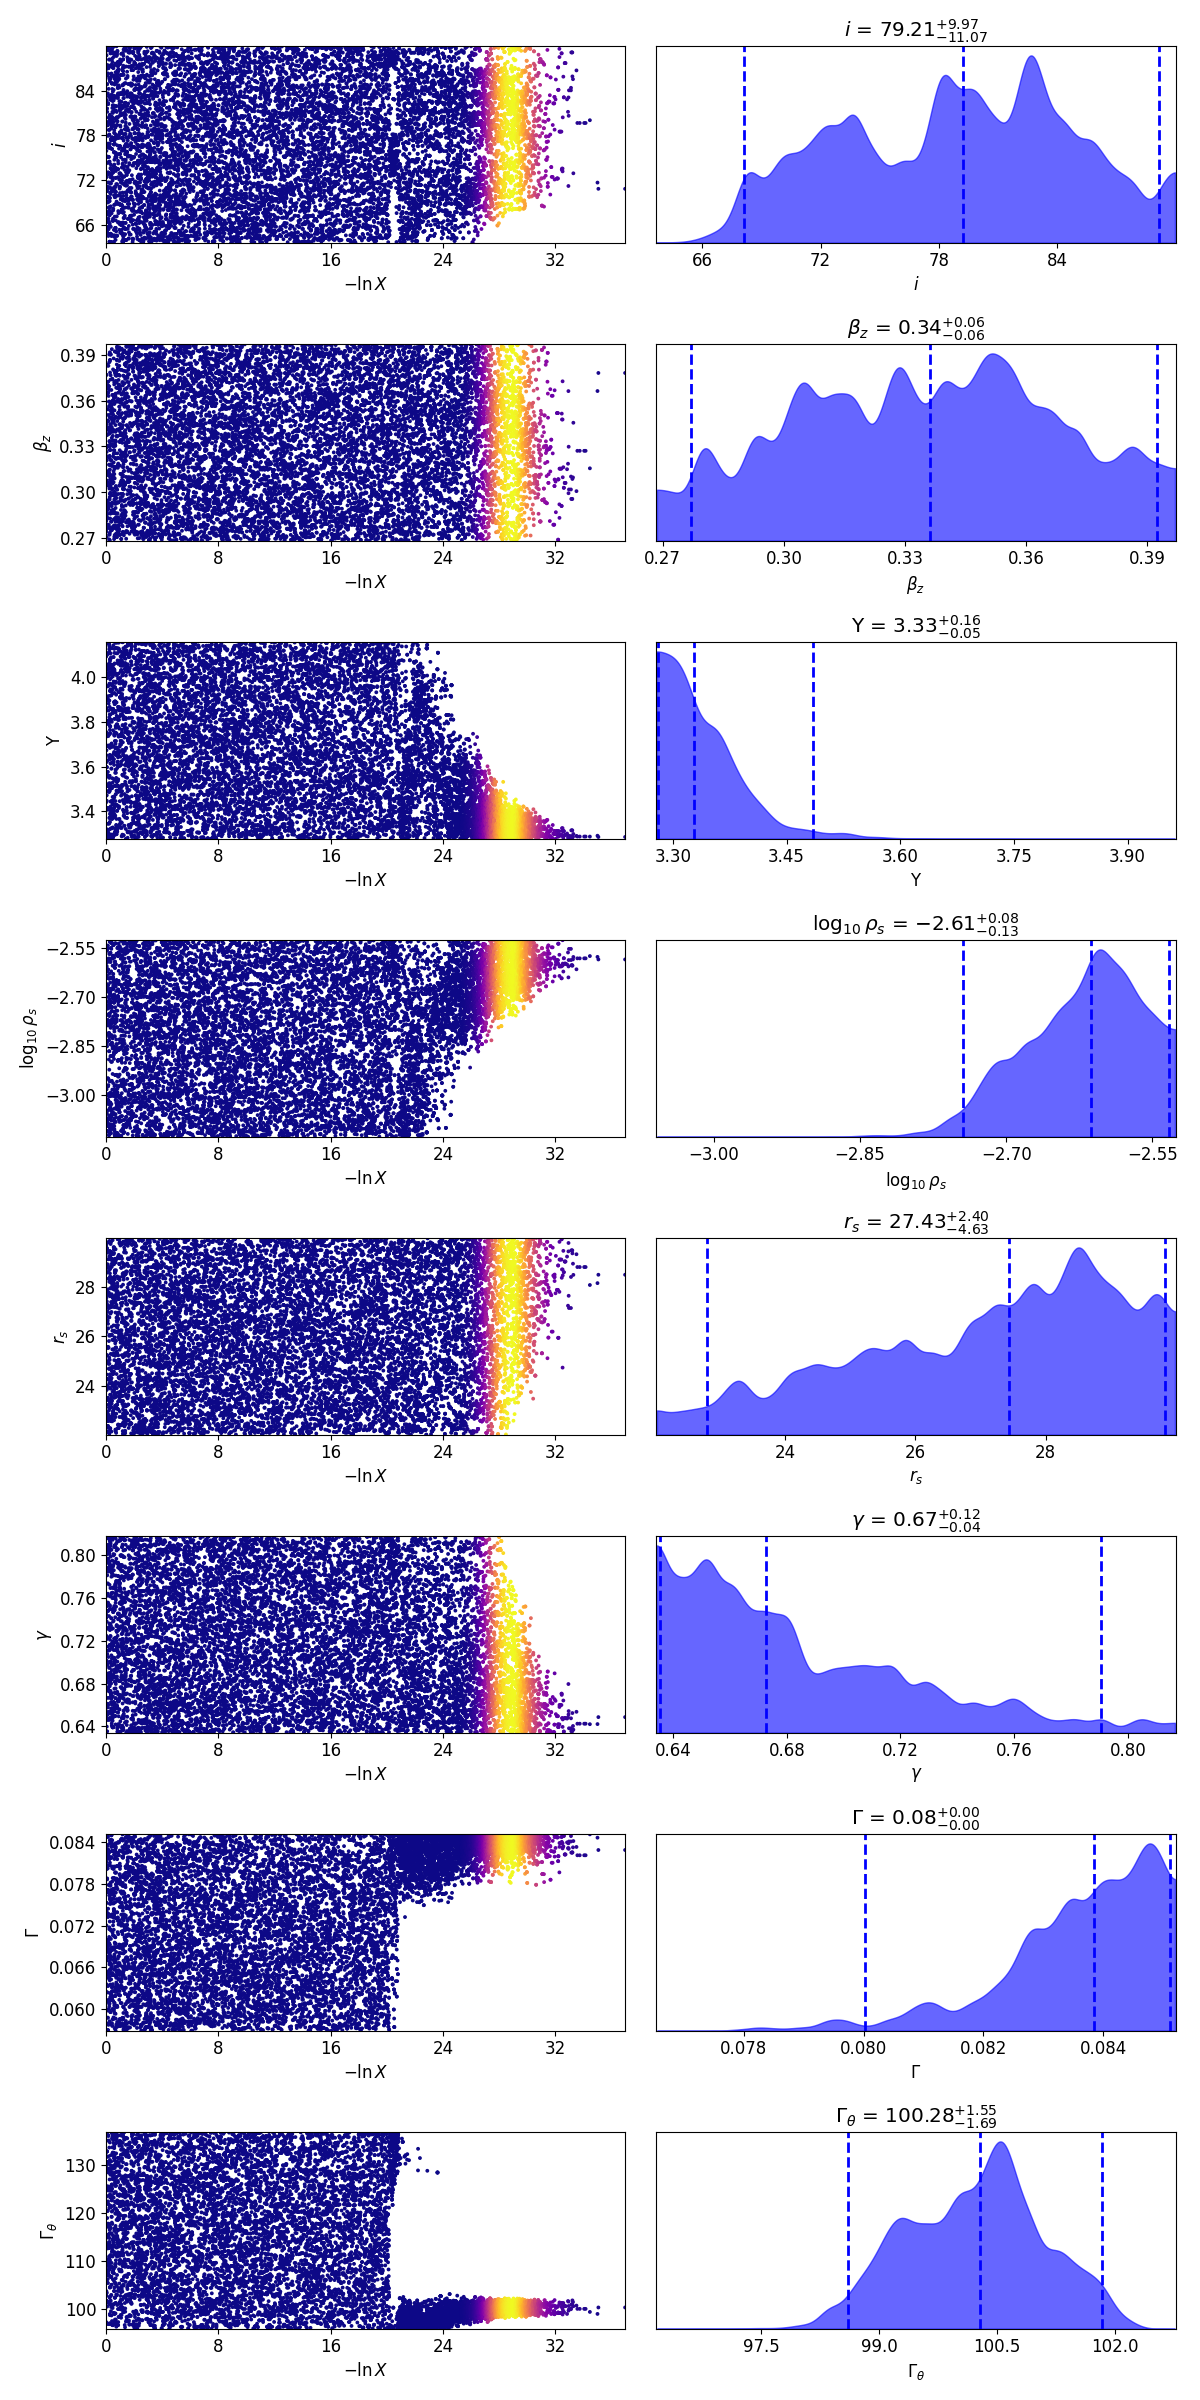 i = 79.21 +9.97 −11.07
84
78
72
66
i
0 8 16 24 32
−ln X
66 72 78 84
i
β_z = 0.34 +0.06 −0.06
0.39
0.36
0.33
0.30
0.27
β_z
0 8 16 24 32
−ln X
0.27 0.30 0.33 0.36 0.39
β_z
Υ = 3.33 +0.16 −0.05
4.0
3.8
3.6
3.4
Υ
0 8 16 24 32
−ln X
3.30 3.45 3.60 3.75 3.90
Υ
log₁₀ ρ_s = −2.61 +0.08 −0.13
−2.55
−2.70
−2.85
−3.00
log₁₀ ρ_s
0 8 16 24 32
−ln X
−3.00 −2.85 −2.70 −2.55
log₁₀ ρ_s
r_s = 27.43 +2.40 −4.63
28
26
24
r_s
0 8 16 24 32
−ln X
24 26 28
r_s
γ = 0.67 +0.12 −0.04
0.80
0.76
0.72
0.68
0.64
γ
0 8 16 24 32
−ln X
0.64 0.68 0.72 0.76 0.80
γ
Γ = 0.08 +0.00 −0.00
0.084
0.078
0.072
0.066
0.060
Γ
0 8 16 24 32
−ln X
0.078 0.080 0.082 0.084
Γ
Γ_θ = 100.28 +1.55 −1.69
130
120
110
100
Γ_θ
0 8 16 24 32
−ln X
97.5 99.0 100.5 102.0
Γ_θ